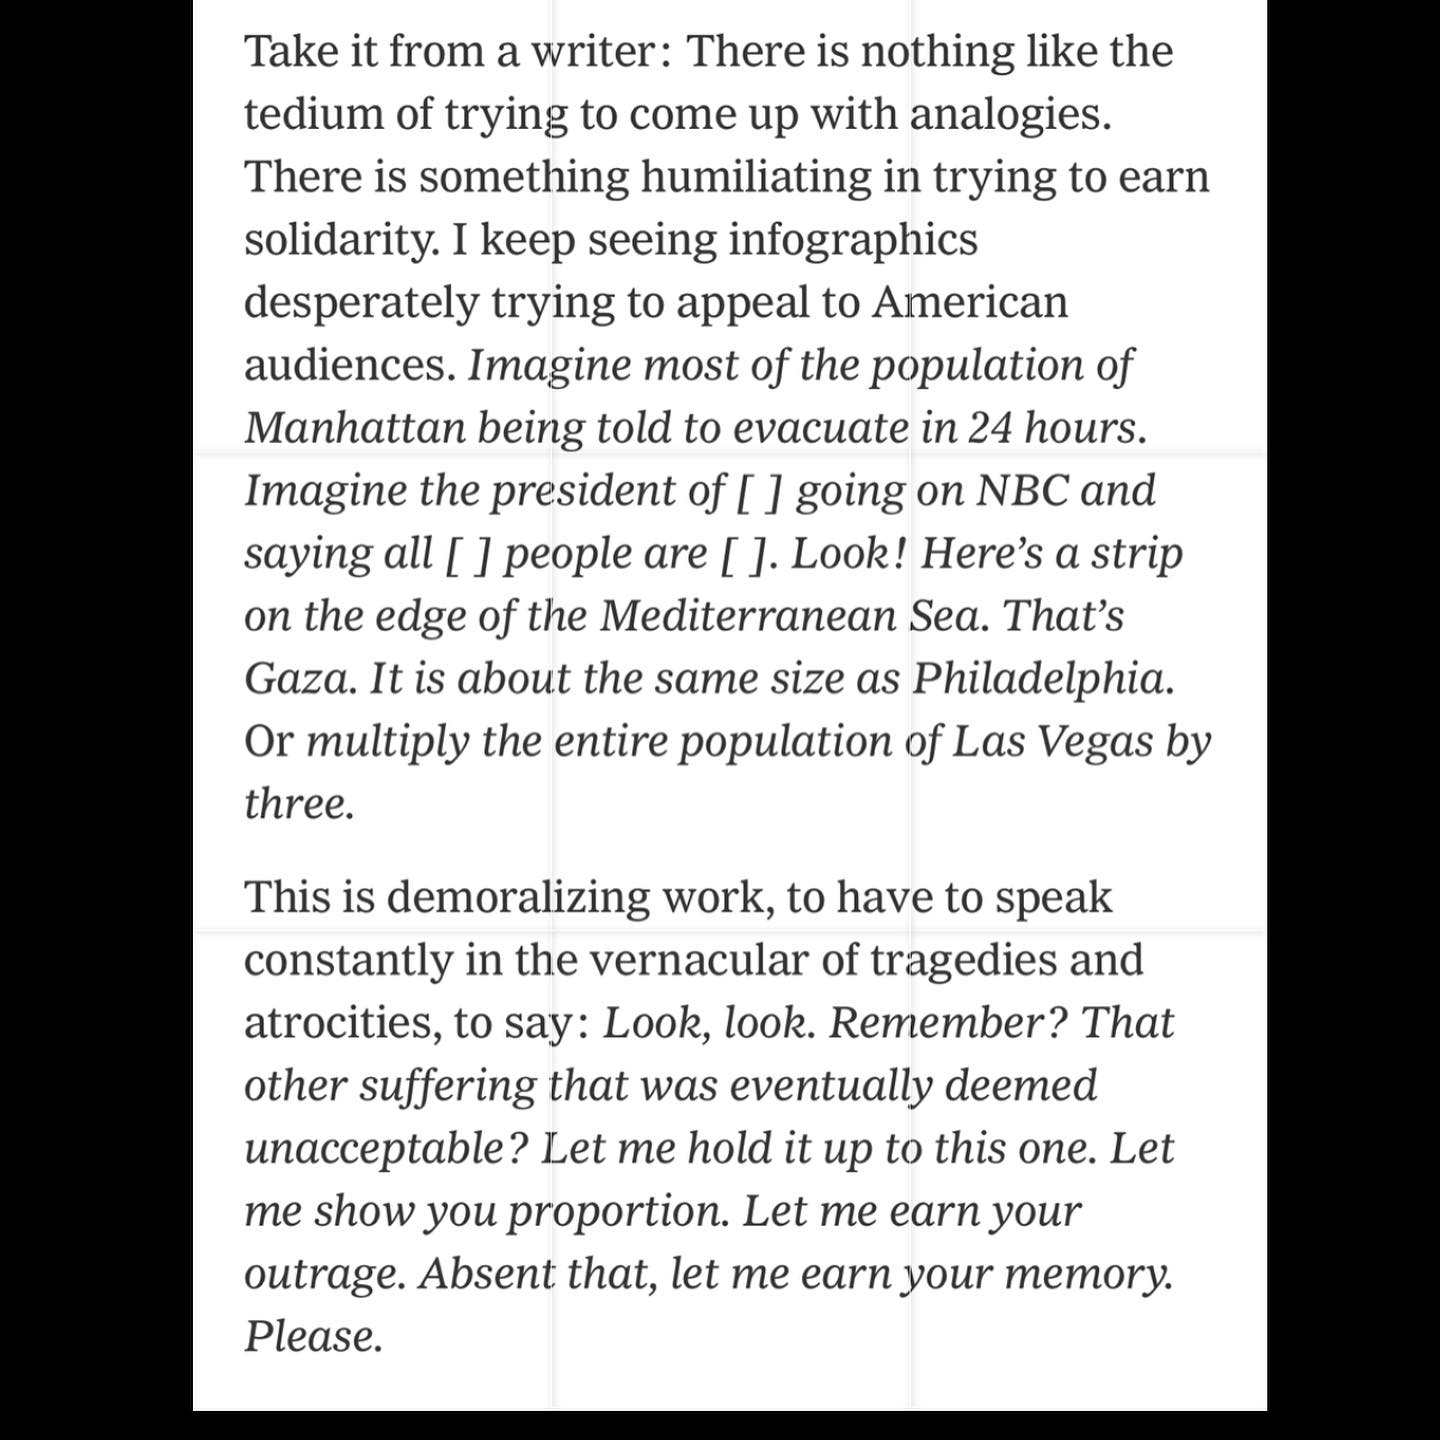 Take it from a writer: There is nothing like the
tedium of trying to come up with analogies.
There is something humiliating in trying to earn
solidarity. I keep seeing infographics
desperately trying to appeal to American
audiences. Imagine most of the population of
Manhattan being told to evacuate in 24 hours.
Imagine the president of [ ] going on NBC and
saying all [ ] people are [ ]. Look! Here’s a strip
on the edge of the Mediterranean Sea. That’s
Gaza. It is about the same size as Philadelphia.
Or multiply the entire population of Las Vegas by
three.
This is demoralizing work, to have to speak
constantly in the vernacular of tragedies and
atrocities, to say: Look, look. Remember? That
other suffering that was eventually deemed
unacceptable? Let me hold it up to this one. Let
me show you proportion. Let me earn your
outrage. Absent that, let me earn your memory.
Please.